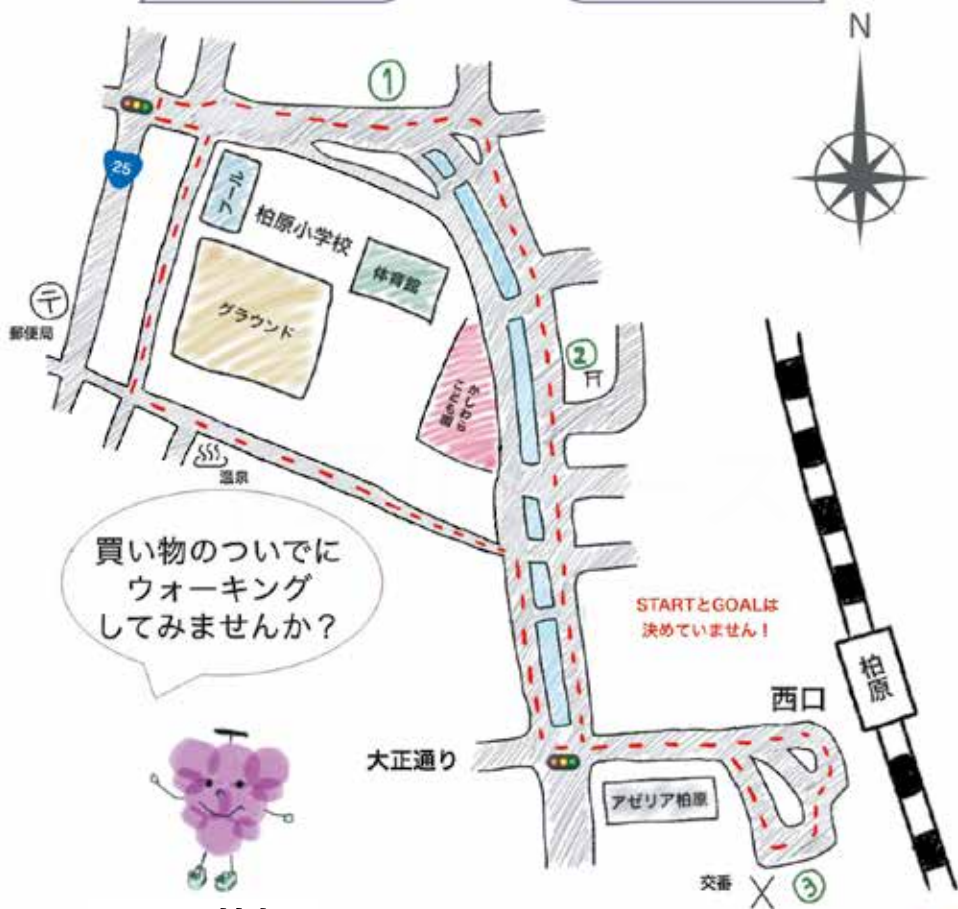 N
①
25
プール
柏原小学校
体育館
グラウンド
〒
郵便局
②
かしわら
こども園
温泉
買い物のついでに
ウォーキング
してみませんか？
STARTとGOALは
決めていません！
柏原
西口
大正通り
アゼリア柏原
交番
③